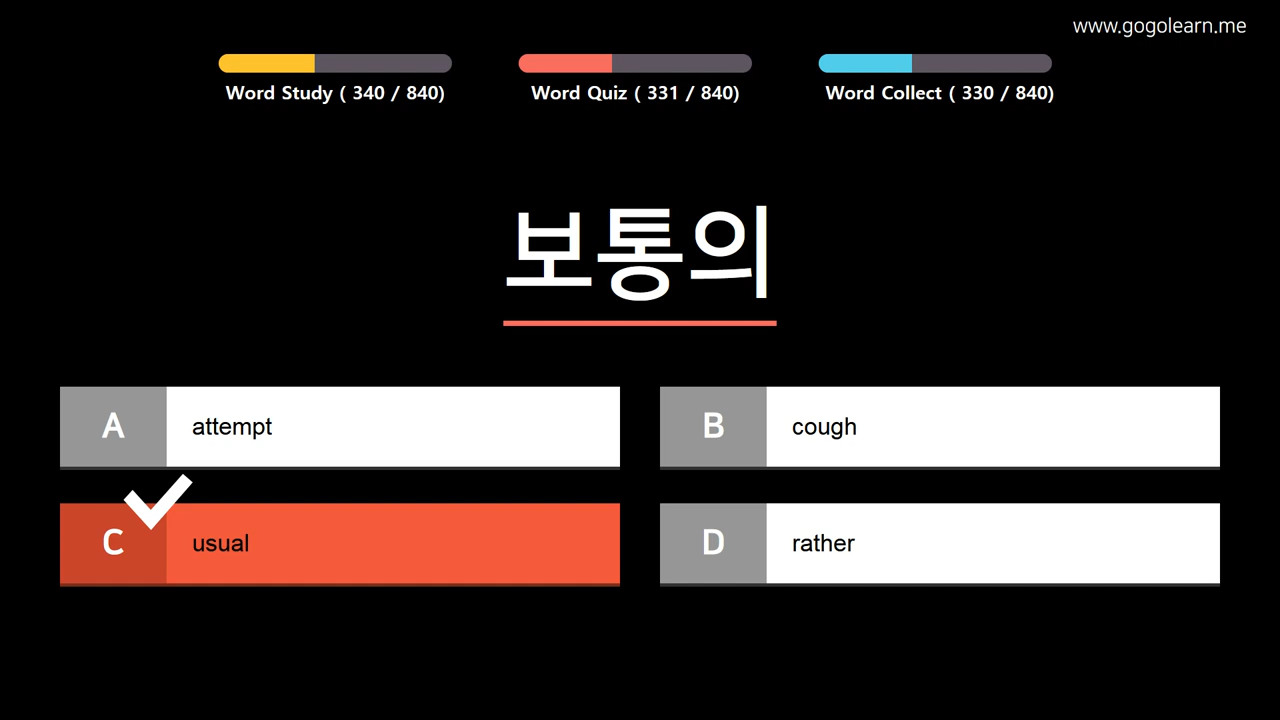 www.gogolearn.me
Word Study ( 340 / 840)
Word Quiz ( 331 / 840)
Word Collect ( 330 / 840)
보통의
A attempt
B cough
C usual
D rather